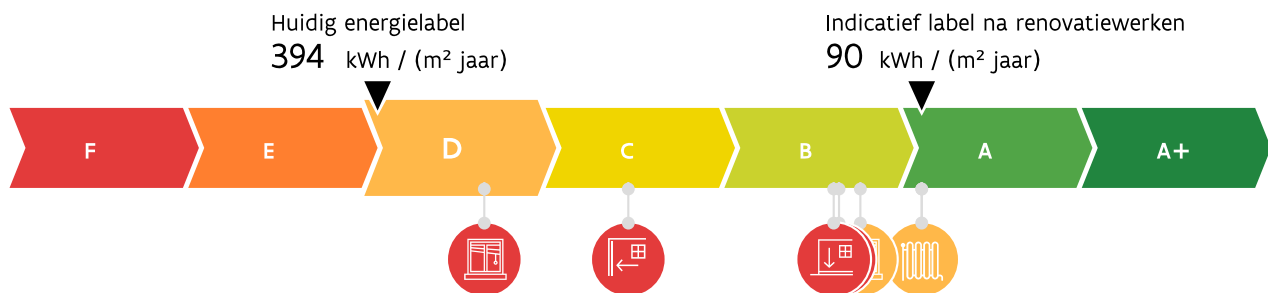 Huidig energielabel
394 kWh / (m² jaar)
Indicatief label na renovatiewerken
90 kWh / (m² jaar)
F E D C B A A+